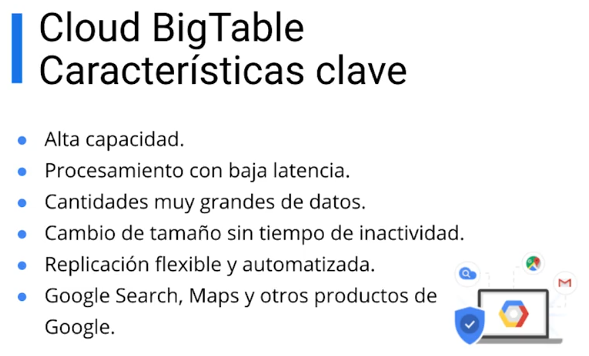 Cloud BigTable
Características clave
● Alta capacidad.
● Procesamiento con baja latencia.
● Cantidades muy grandes de datos.
● Cambio de tamaño sin tiempo de inactividad.
● Replicación flexible y automatizada.
● Google Search, Maps y otros productos de
Google.